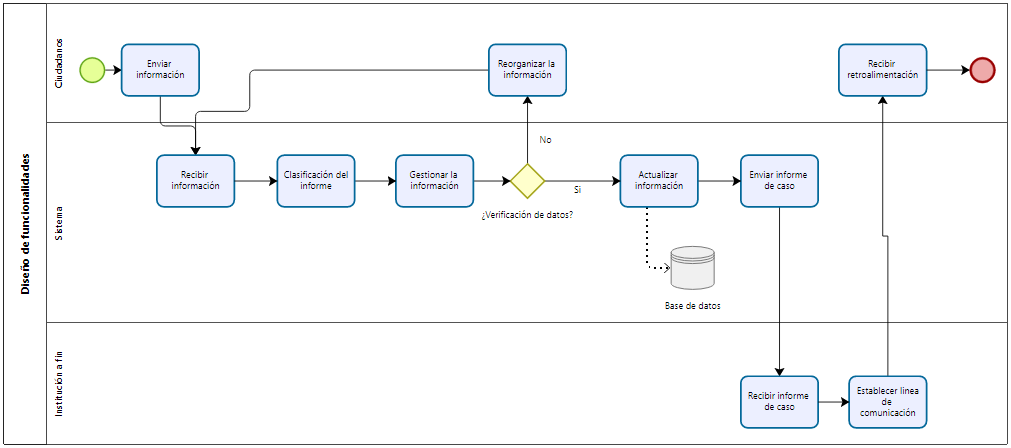 Diseño de funcionalidades
Ciudadanos
Enviar
información
Reorganizar la
información
Recibir
retroalimentación
Sistema
No
Recibir
información
Clasificación del
informe
Gestionar la
información
¿Verificación de datos?
Si
Actualizar
información
Enviar informe
de caso
Base de datos
Institución a fin
Recibir informe
de caso
Establecer linea
de
comunicación